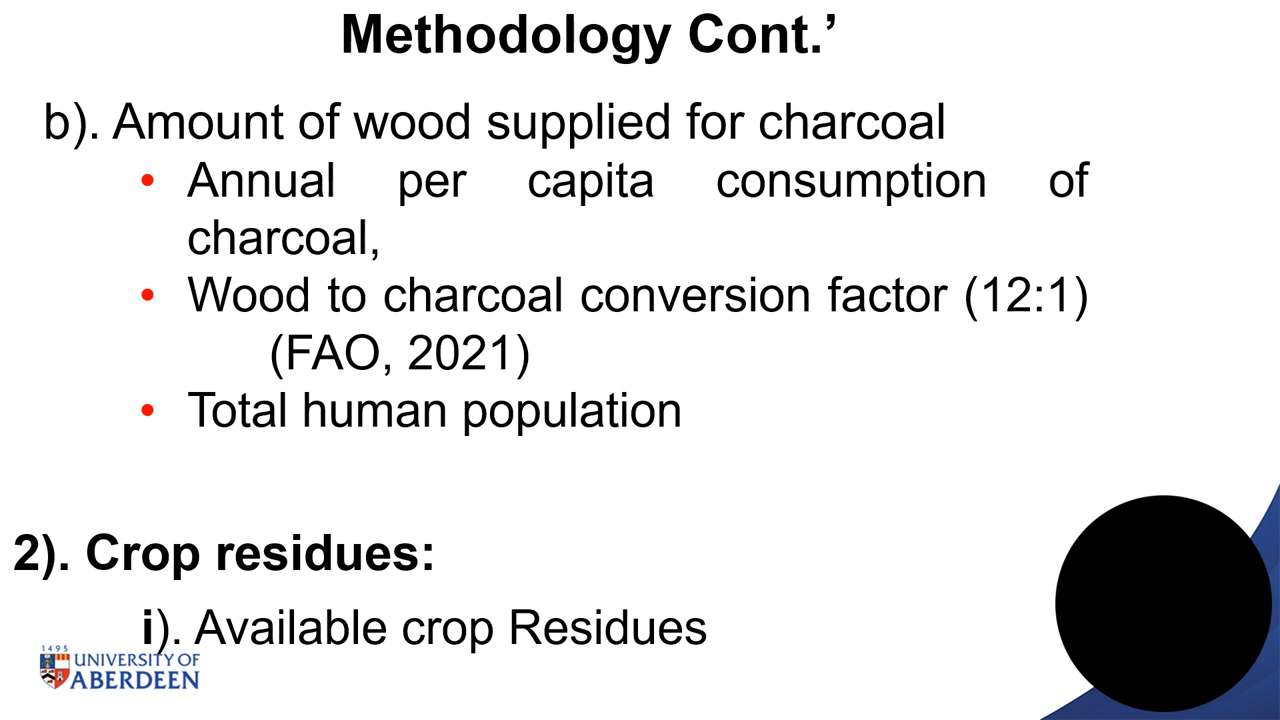 Methodology Cont.’
b). Amount of wood supplied for charcoal
• Annual per capita consumption of
charcoal,
• Wood to charcoal conversion factor (12:1)
(FAO, 2021)
• Total human population
2). Crop residues:
i). Available crop Residues
1495
UNIVERSITY OF
ABERDEEN